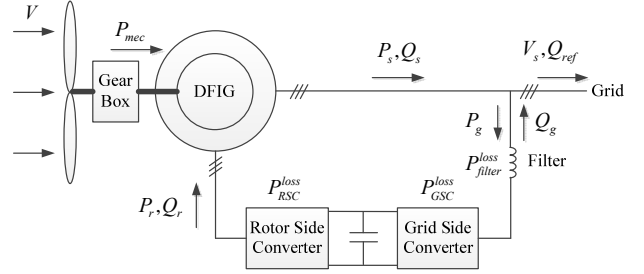 V
P_mec
P_s,Q_s
V_s,Q_ref
Gear
Box
DFIG
Grid
P_g
Q_g
P_filter^loss
Filter
P_r,Q_r
P_RSC^loss
P_GSC^loss
Rotor Side
Converter
Grid Side
Converter